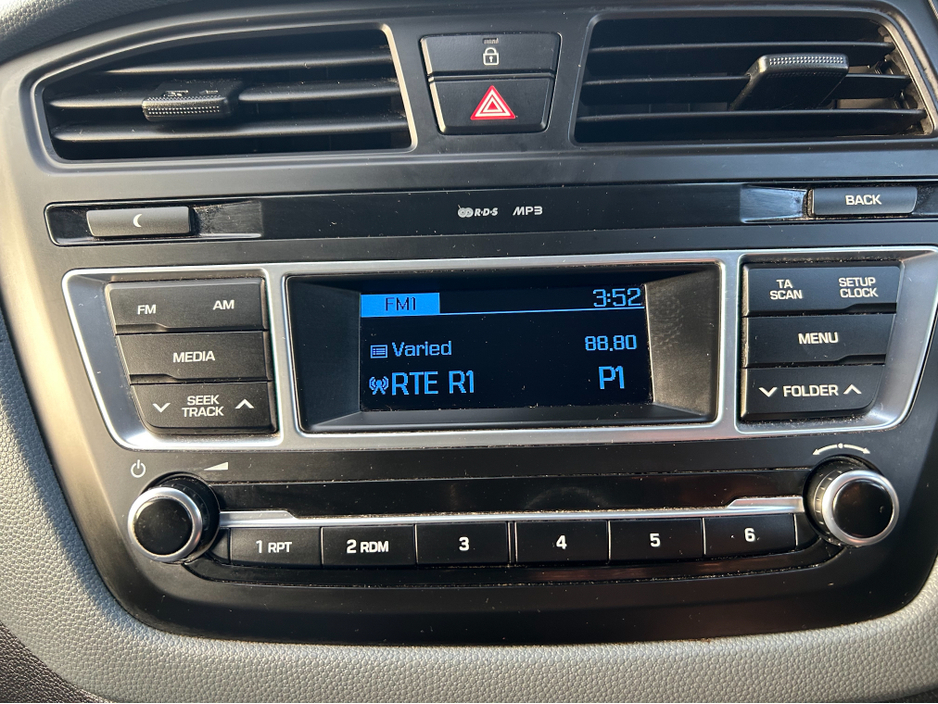 R·D·S MP3
BACK
FM AM
MEDIA
SEEK
TRACK
FM1 3:52
Varied 88.80
RTE R1 P1
TA
SCAN
SETUP
CLOCK
MENU
FOLDER
1 RPT 2 RDM 3 4 5 6